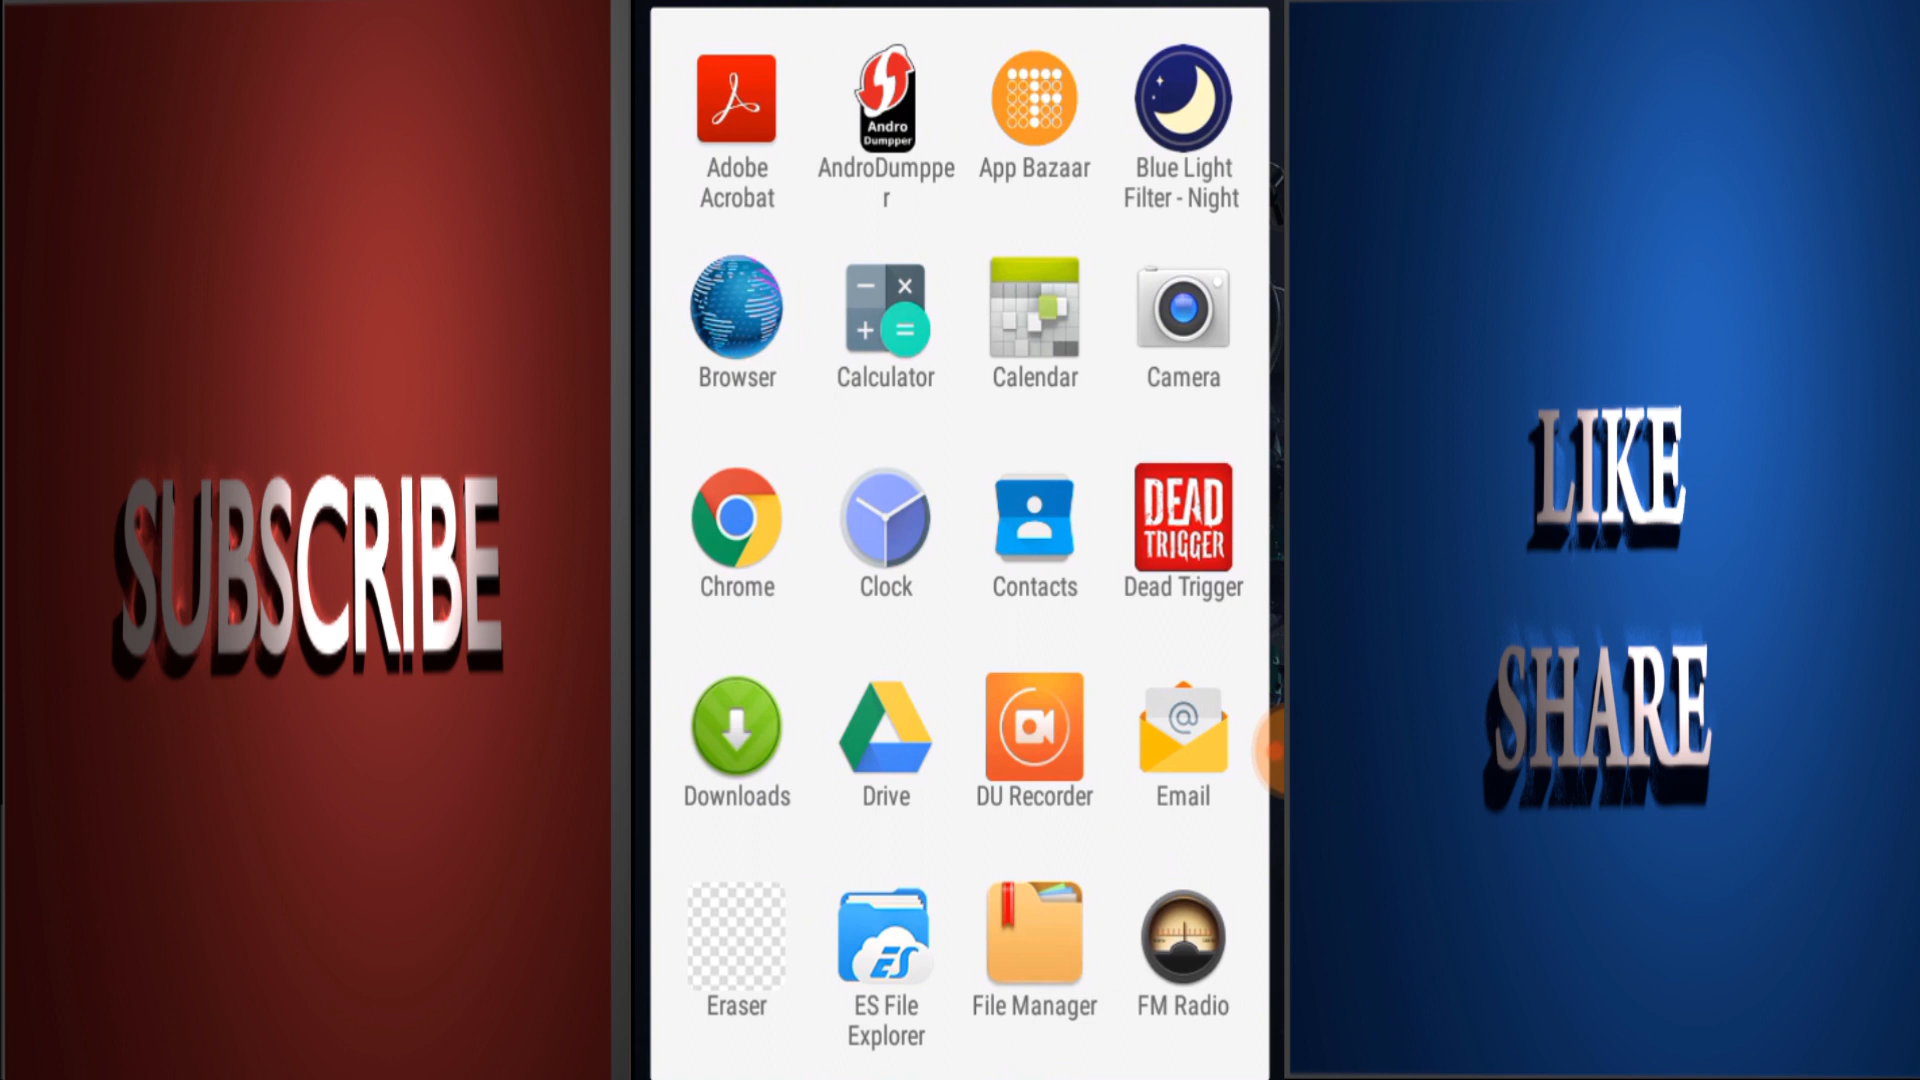 SUBSCRIBE
Andro
Dumpper
Adobe
Acrobat
AndroDumppe
r
App Bazaar
Blue Light
Filter - Night
Browser
Calculator
Calendar
Camera
DEAD
TRIGGER
Chrome
Clock
Contacts
Dead Trigger
@
Downloads
Drive
DU Recorder
Email
ES
Eraser
ES File
Explorer
File Manager
FM Radio
LIKE
SHARE